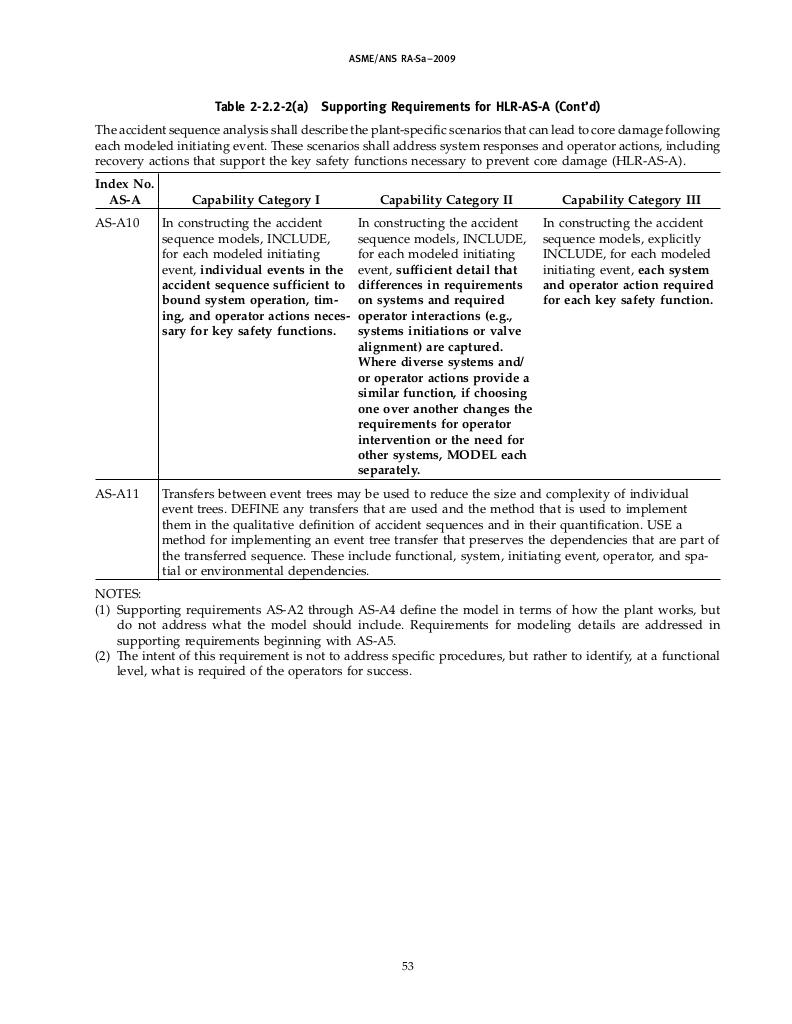 ASME/ANS RA-Sa–2009
Table 2-2.2-2(a) Supporting Requirements for HLR-AS-A (Cont'd)
The accident sequence analysis shall describe the plant-specific scenarios that can lead to core damage following
each modeled initiating event. These scenarios shall address system responses and operator actions, including
recovery actions that support the key safety functions necessary to prevent core damage (HLR-AS-A).
Index No.
AS-A
Capability Category I
Capability Category II
Capability Category III
AS-A10
In constructing the accident
sequence models, INCLUDE,
for each modeled initiating
event, individual events in the
accident sequence sufficient to
bound system operation, tim-
ing, and operator actions neces-
sary for key safety functions.
In constructing the accident
sequence models, INCLUDE,
for each modeled initiating
event, sufficient detail that
differences in requirements
on systems and required
operator interactions (e.g.,
systems initiations or valve
alignment) are captured.
Where diverse systems and/
or operator actions provide a
similar function, if choosing
one over another changes the
requirements for operator
intervention or the need for
other systems, MODEL each
separately.
In constructing the accident
sequence models, explicitly
INCLUDE, for each modeled
initiating event, each system
and operator action required
for each key safety function.
AS-A11
Transfers between event trees may be used to reduce the size and complexity of individual
event trees. DEFINE any transfers that are used and the method that is used to implement
them in the qualitative definition of accident sequences and in their quantification. USE a
method for implementing an event tree transfer that preserves the dependencies that are part of
the transferred sequence. These include functional, system, initiating event, operator, and spa-
tial or environmental dependencies.
NOTES:
(1) Supporting requirements AS-A2 through AS-A4 define the model in terms of how the plant works, but
do not address what the model should include. Requirements for modeling details are addressed in
supporting requirements beginning with AS-A5.
(2) The intent of this requirement is not to address specific procedures, but rather to identify, at a functional
level, what is required of the operators for success.
53